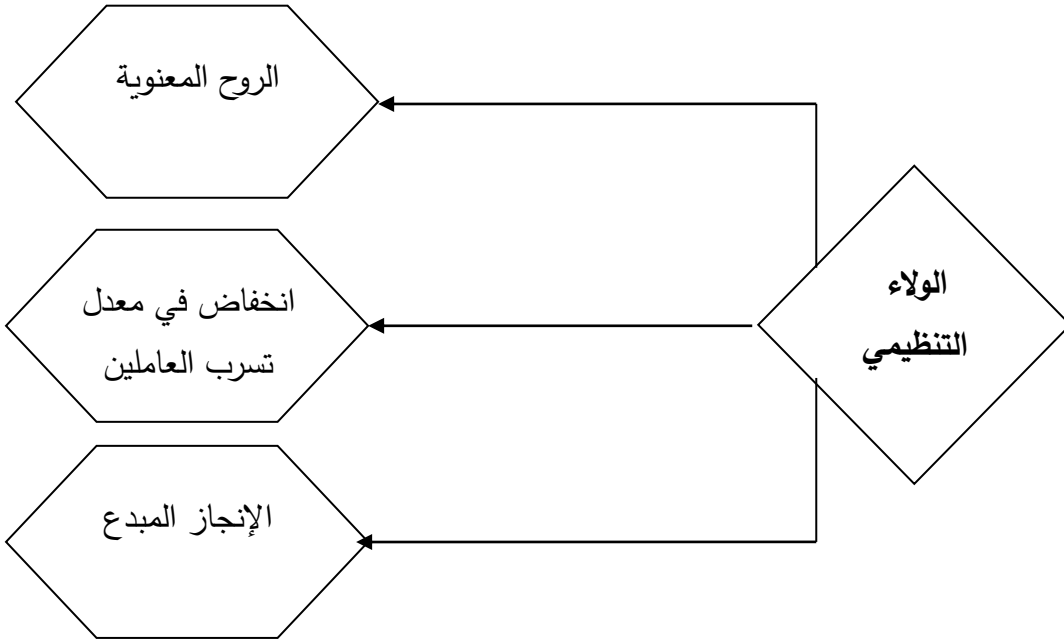 الروح المعنوية
الولاء
التنظيمي
انخفاض في معدل
تسرب العاملين
الإنجاز المبدع